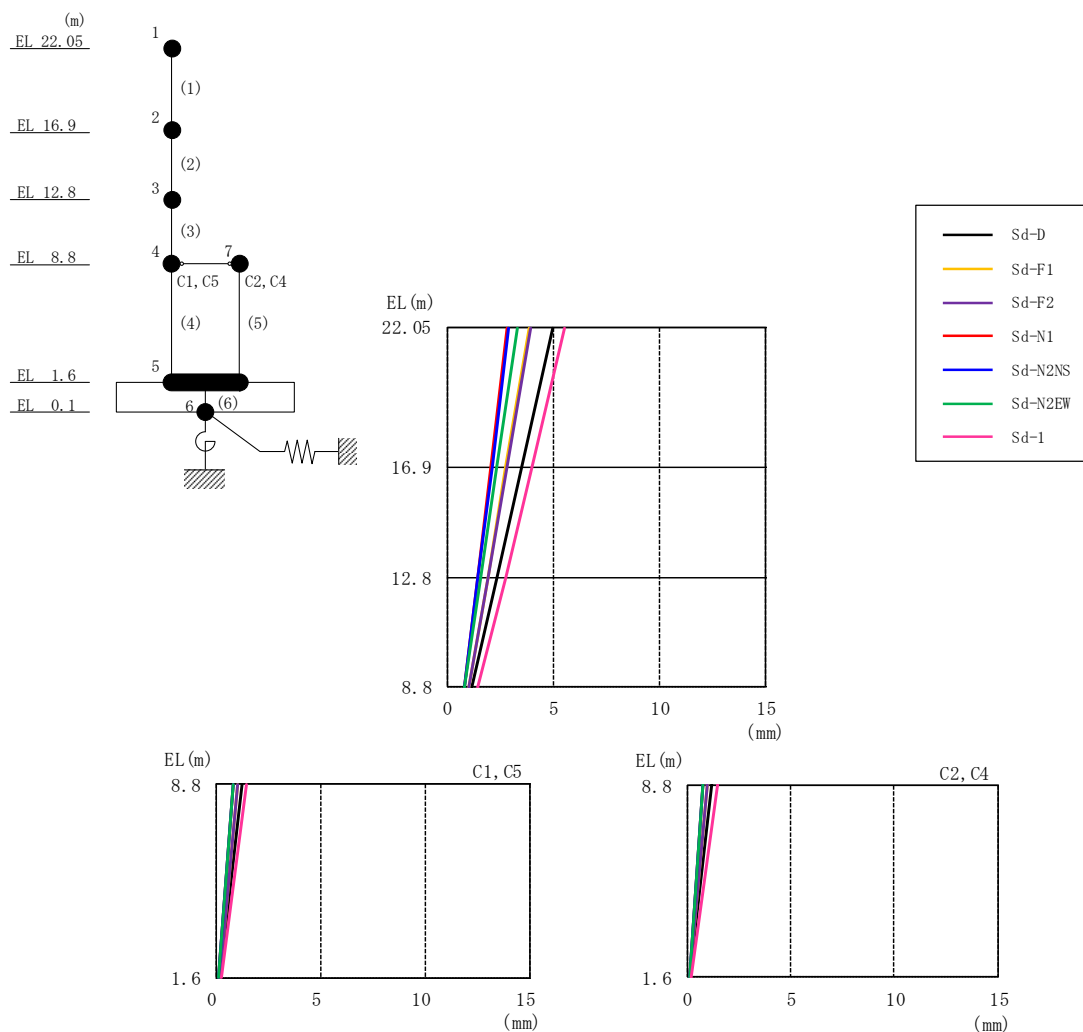 (m)
EL 22.05
1
(1)
EL 16.9
2
(2)
EL 12.8
3
(3)
EL 8.8
4
7
C1,C5
C2,C4
(4)
(5)
EL 1.6
5
EL 0.1
6
(6)
Sd-D
Sd-F1
Sd-F2
Sd-N1
Sd-N2NS
Sd-N2EW
Sd-1
EL(m)
22.05
16.9
12.8
8.8
0 5 10 15
(mm)
EL(m)
C1,C5
8.8
1.6
0 5 10 15
(mm)
EL(m)
C2,C4
8.8
1.6
0 5 10 15
(mm)